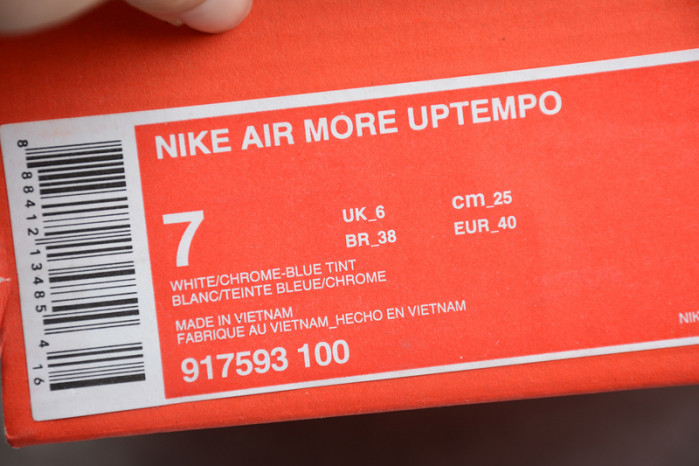 NIKE AIR MORE UPTEMPO
7
UK_6
cm_25
BR_38
EUR_40
WHITE/CHROME-BLUE TINT
BLANC/TEINTE BLEUE/CHROME
MADE IN VIETNAM
FABRIQUE AU VIETNAM_HECHO EN VIETNAM
917593 100
NIK
8 88412 13485 4 16